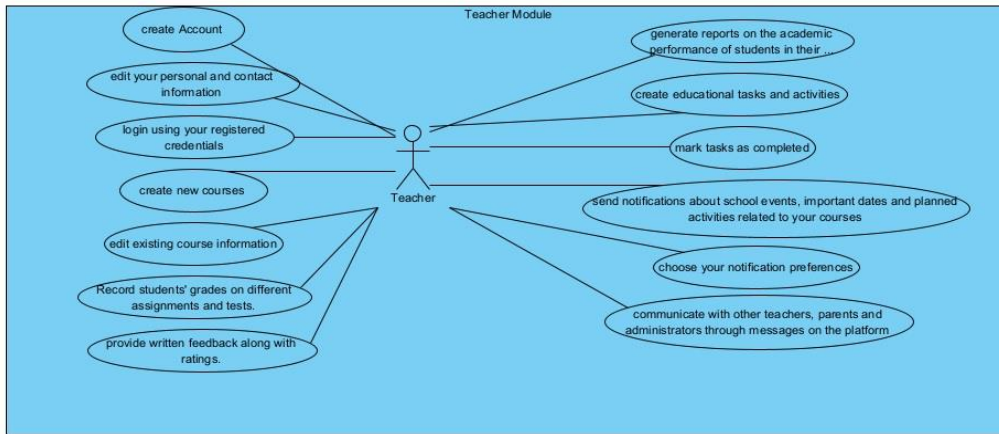 Teacher Module
create Account
edit your personal and contact
information
login using your registered
credentials
create new courses
edit existing course information
Record students' grades on different
assignments and tests.
provide written feedback along with
ratings.
Teacher
generate reports on the academic
performance of students in their ...
create educational tasks and activities
mark tasks as completed
send notifications about school events, important dates and planned
activities related to your courses
choose your notification preferences
communicate with other teachers, parents and
administrators through messages on the platform